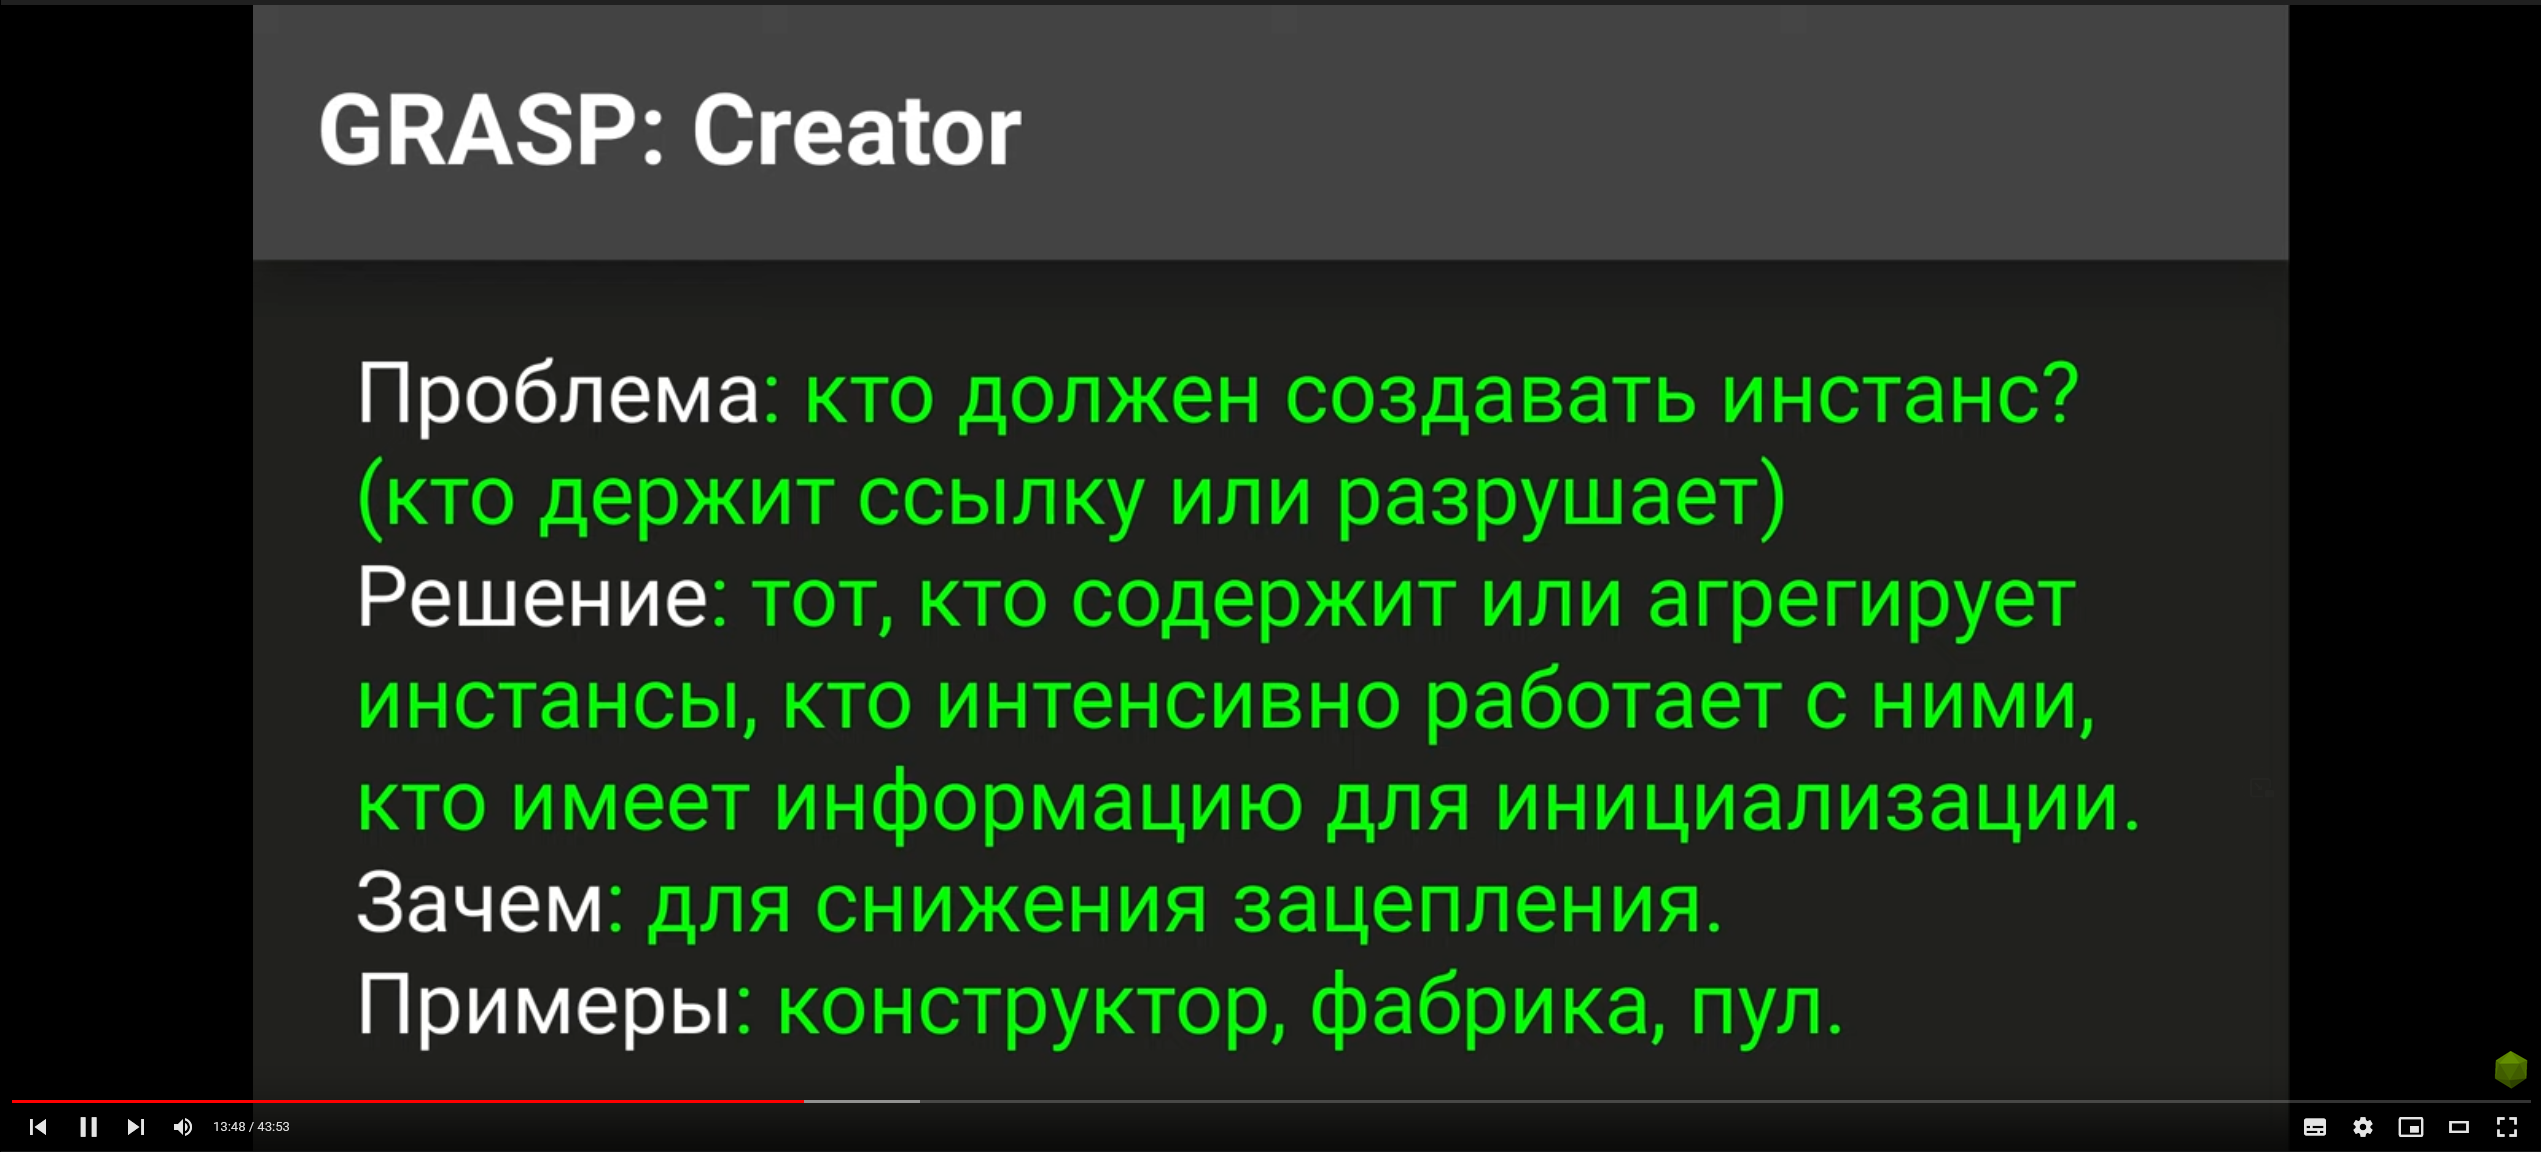 GRASP: Creator
Проблема: кто должен создавать инстанс?
(кто держит ссылку или разрушает)
Решение: тот, кто содержит или агрегирует
инстансы, кто интенсивно работает с ними,
кто имеет информацию для инициализации.
Зачем: для снижения зацепления.
Примеры: конструктор, фабрика, пул.
13:48 / 43:53